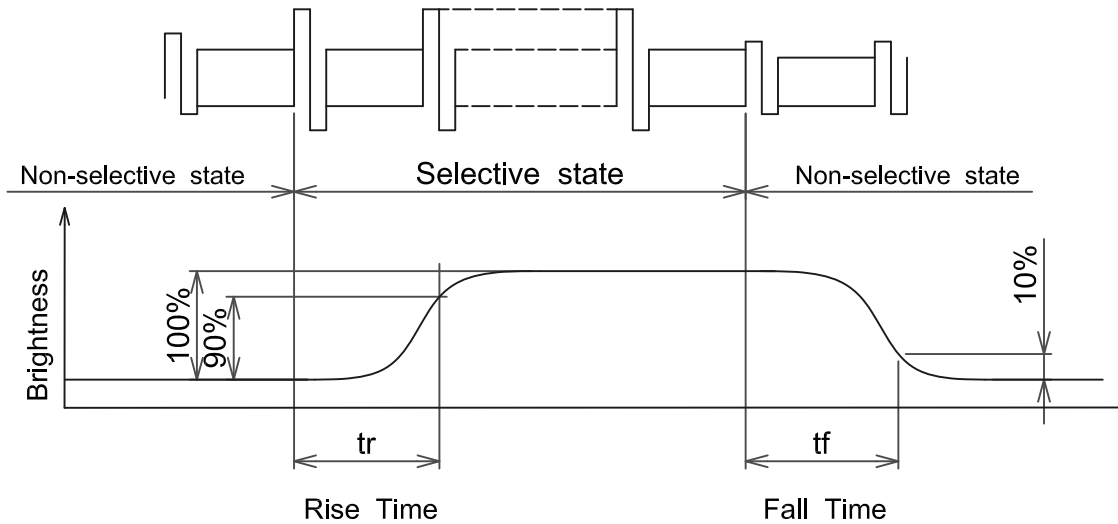 Non-selective state
Selective state
Non-selective state
Brightness
100%
90%
10%
tr
tf
Rise Time
Fall Time